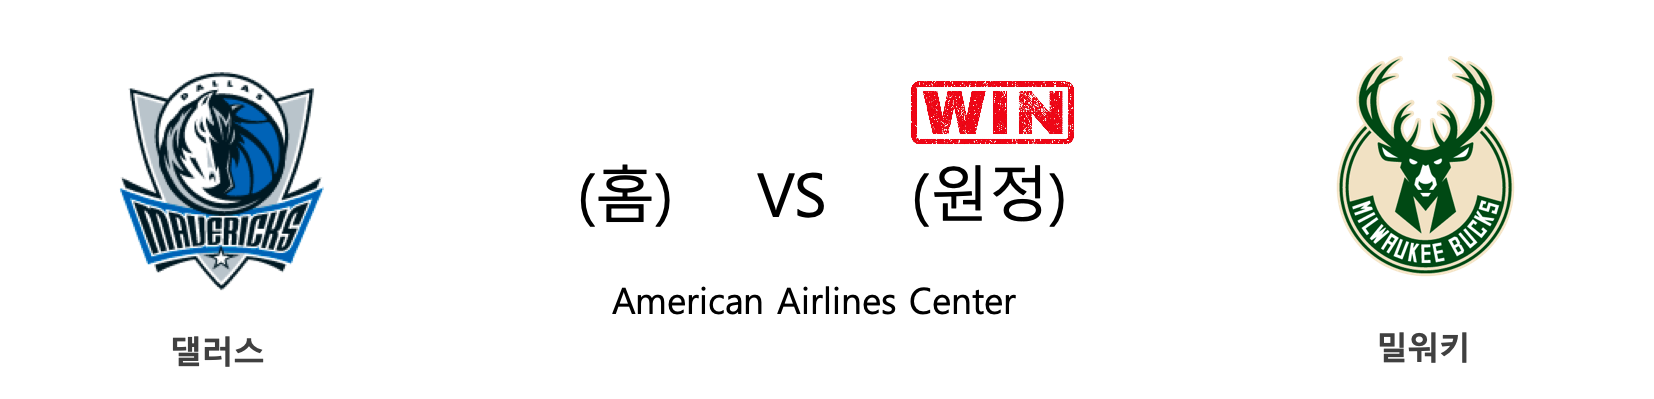 DALLAS
MAVERICKS
댈러스
WIN
(홈) VS (원정)
American Airlines Center
MILWAUKEE BUCKS
밀워키